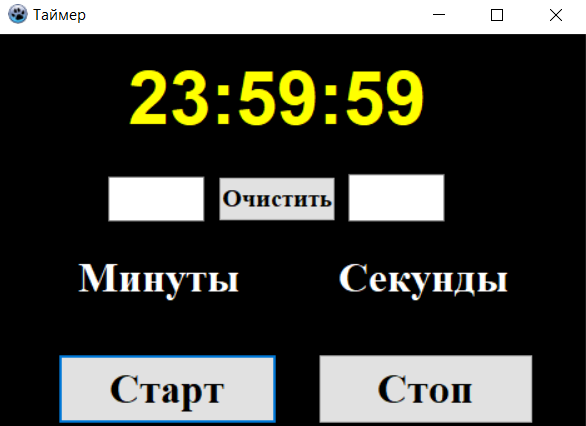 Таймер
23:59:59
Очистить
Минуты Секунды
Старт Стоп